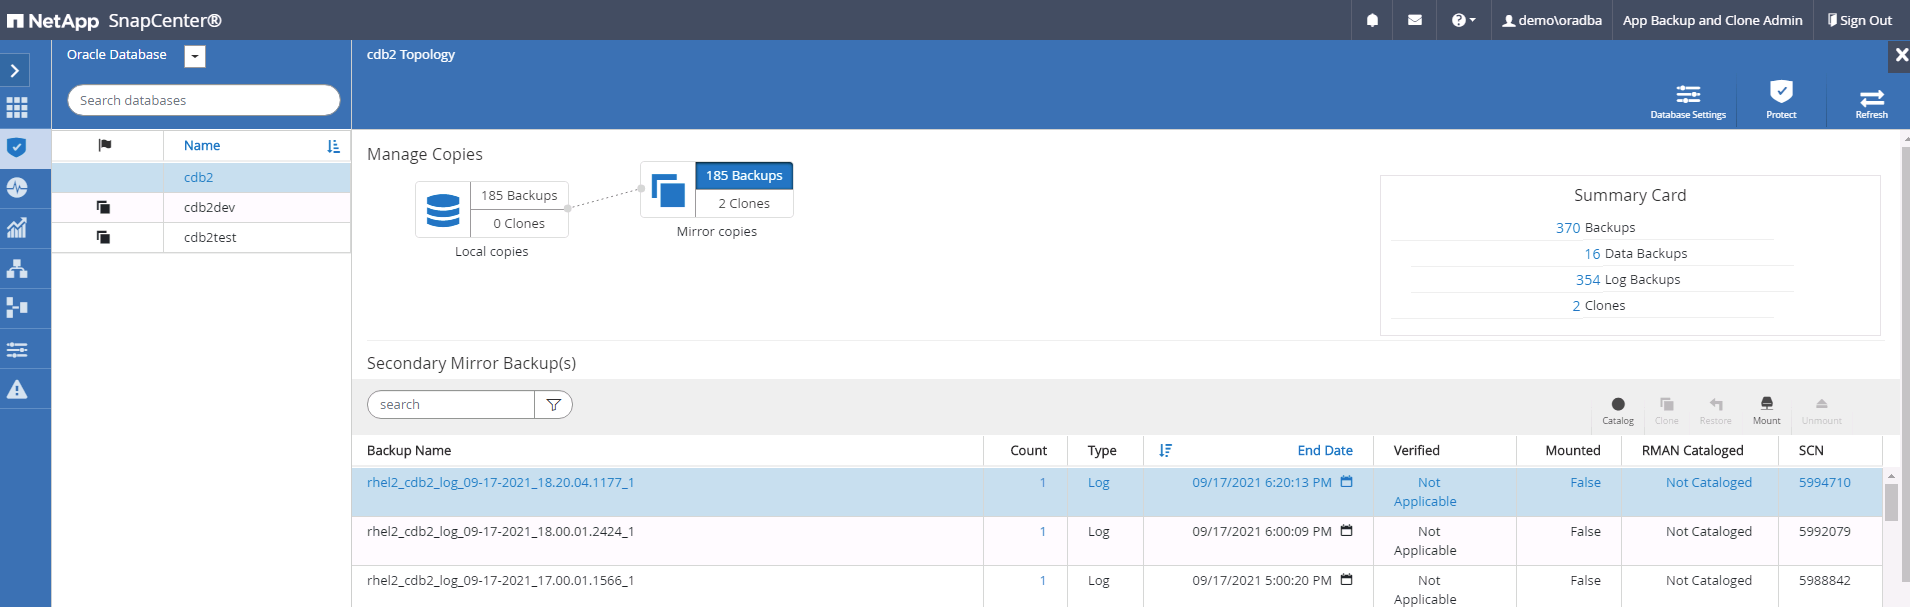 NetApp SnapCenter®
demo\oradba
App Backup and Clone Admin
Sign Out
Oracle Database
Search databases
Name
cdb2
cdb2dev
cdb2test
cdb2 Topology
Database Settings
Protect
Refresh
Manage Copies
185 Backups
0 Clones
Local copies
185 Backups
2 Clones
Mirror copies
Summary Card
370 Backups
16 Data Backups
354 Log Backups
2 Clones
Secondary Mirror Backup(s)
search
Catalog
Clone
Restore
Mount
Unmount
Backup Name Count Type End Date Verified Mounted RMAN Cataloged SCN
rhel2_cdb2_log_09-17-2021_18.20.04.1177_1 1 Log 09/17/2021 6:20:13 PM Not Applicable False Not Cataloged 5994710
rhel2_cdb2_log_09-17-2021_18.00.01.2424_1 1 Log 09/17/2021 6:00:09 PM Not Applicable False Not Cataloged 5992079
rhel2_cdb2_log_09-17-2021_17.00.01.1566_1 1 Log 09/17/2021 5:00:20 PM Not Applicable False Not Cataloged 5988842